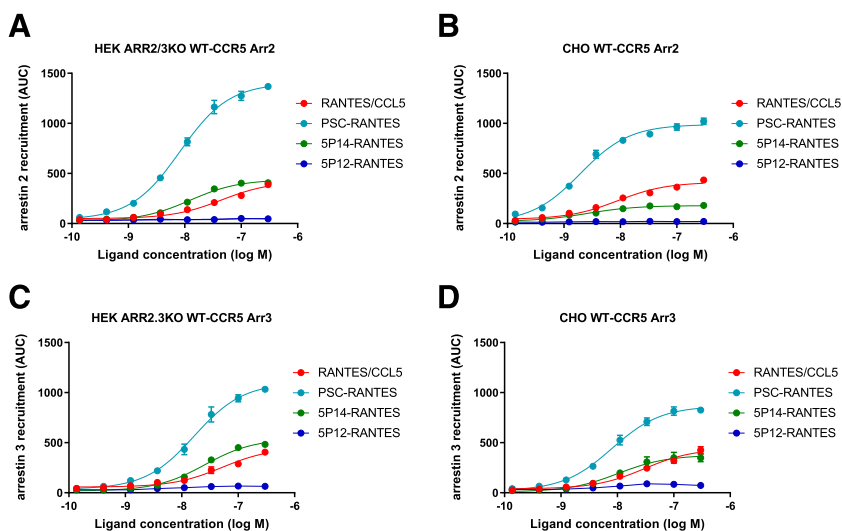 A
HEK ARR2/3KO WT-CCR5 Arr2
arrestin 2 recruitment (AUC)
1500
1000
500
0
-10
-9
-8
-7
-6
Ligand concentration (log M)
RANTES/CCL5
PSC-RANTES
5P14-RANTES
5P12-RANTES
B
CHO WT-CCR5 Arr2
arrestin 2 recruitment (AUC)
1500
1000
500
0
-10
-9
-8
-7
-6
Ligand concentration (log M)
RANTES/CCL5
PSC-RANTES
5P14-RANTES
5P12-RANTES
C
HEK ARR2.3KO WT-CCR5 Arr3
arrestin 3 recruitment (AUC)
1500
1000
500
0
-10
-9
-8
-7
-6
Ligand concentration (log M)
RANTES/CCL5
PSC-RANTES
5P14-RANTES
5P12-RANTES
D
CHO WT-CCR5 Arr3
arrestin 3 recruitment (AUC)
1500
1000
500
0
-10
-9
-8
-7
-6
Ligand concentration (log M)
RANTES/CCL5
PSC-RANTES
5P14-RANTES
5P12-RANTES